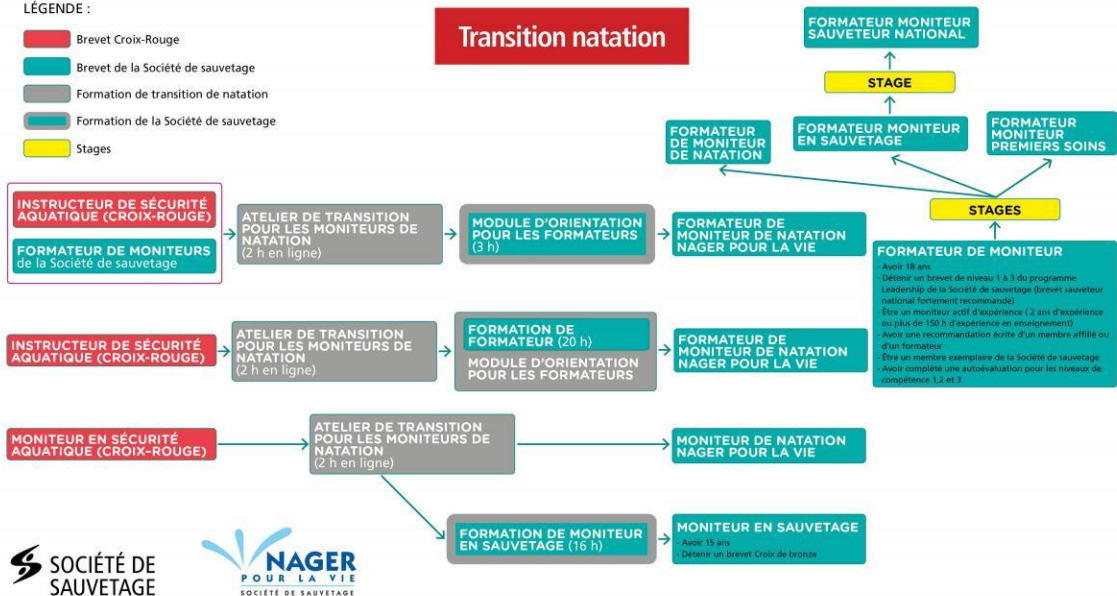 LÉGENDE :
Brevet Croix-Rouge
Brevet de la Société de sauvetage
Formation de transition de natation
Formation de la Société de sauvetage
Stages
Transition natation
FORMATEUR MONITEUR
SAUVETEUR NATIONAL
STAGE
FORMATEUR
DE MONITEUR
DE NATATION
FORMATEUR MONITEUR
EN SAUVETAGE
FORMATEUR
MONITEUR
PREMIERS SOINS
STAGES
INSTRUCTEUR DE SÉCURITÉ
AQUATIQUE (CROIX-ROUGE)
FORMATEUR DE MONITEURS
de la Société de sauvetage
ATELIER DE TRANSITION
POUR LES MONITEURS DE
NATATION
(2 h en ligne)
MODULE D'ORIENTATION
POUR LES FORMATEURS
(3 h)
FORMATEUR DE
MONITEUR DE NATATION
NAGER POUR LA VIE
FORMATEUR DE MONITEUR
- Avoir 18 ans
- Détenir un brevet de niveau 1 à 3 du programme
Leadership de la Société de sauvetage (brevet sauveteur
national fortement recommandé)
- Être un moniteur actif d'expérience ( 2 ans d'expérience
ou plus de 150 h d'expérience en enseignement)
- Avoir une recommandation écrite d'un membre affilié ou
d'un formateur
- Être un membre exemplaire de la Société de sauvetage
- Avoir complété une autoévaluation pour les niveaux de
compétence 1,2 et 3
INSTRUCTEUR DE SÉCURITÉ
AQUATIQUE (CROIX-ROUGE)
ATELIER DE TRANSITION
POUR LES MONITEURS DE
NATATION
(2 h en ligne)
FORMATION DE
FORMATEUR (20 h)
MODULE D'ORIENTATION
POUR LES FORMATEURS
FORMATEUR DE
MONITEUR DE NATATION
NAGER POUR LA VIE
MONITEUR EN SÉCURITÉ
AQUATIQUE (CROIX-ROUGE)
ATELIER DE TRANSITION
POUR LES MONITEURS DE
NATATION
(2 h en ligne)
MONITEUR DE NATATION
NAGER POUR LA VIE
FORMATION DE MONITEUR
EN SAUVETAGE (16 h)
MONITEUR EN SAUVETAGE
- Avoir 15 ans
- Détenir un brevet Croix de bronze
SOCIÉTÉ DE
SAUVETAGE
NAGER
POUR LA VIE
SOCIÉTÉ DE SAUVETAGE